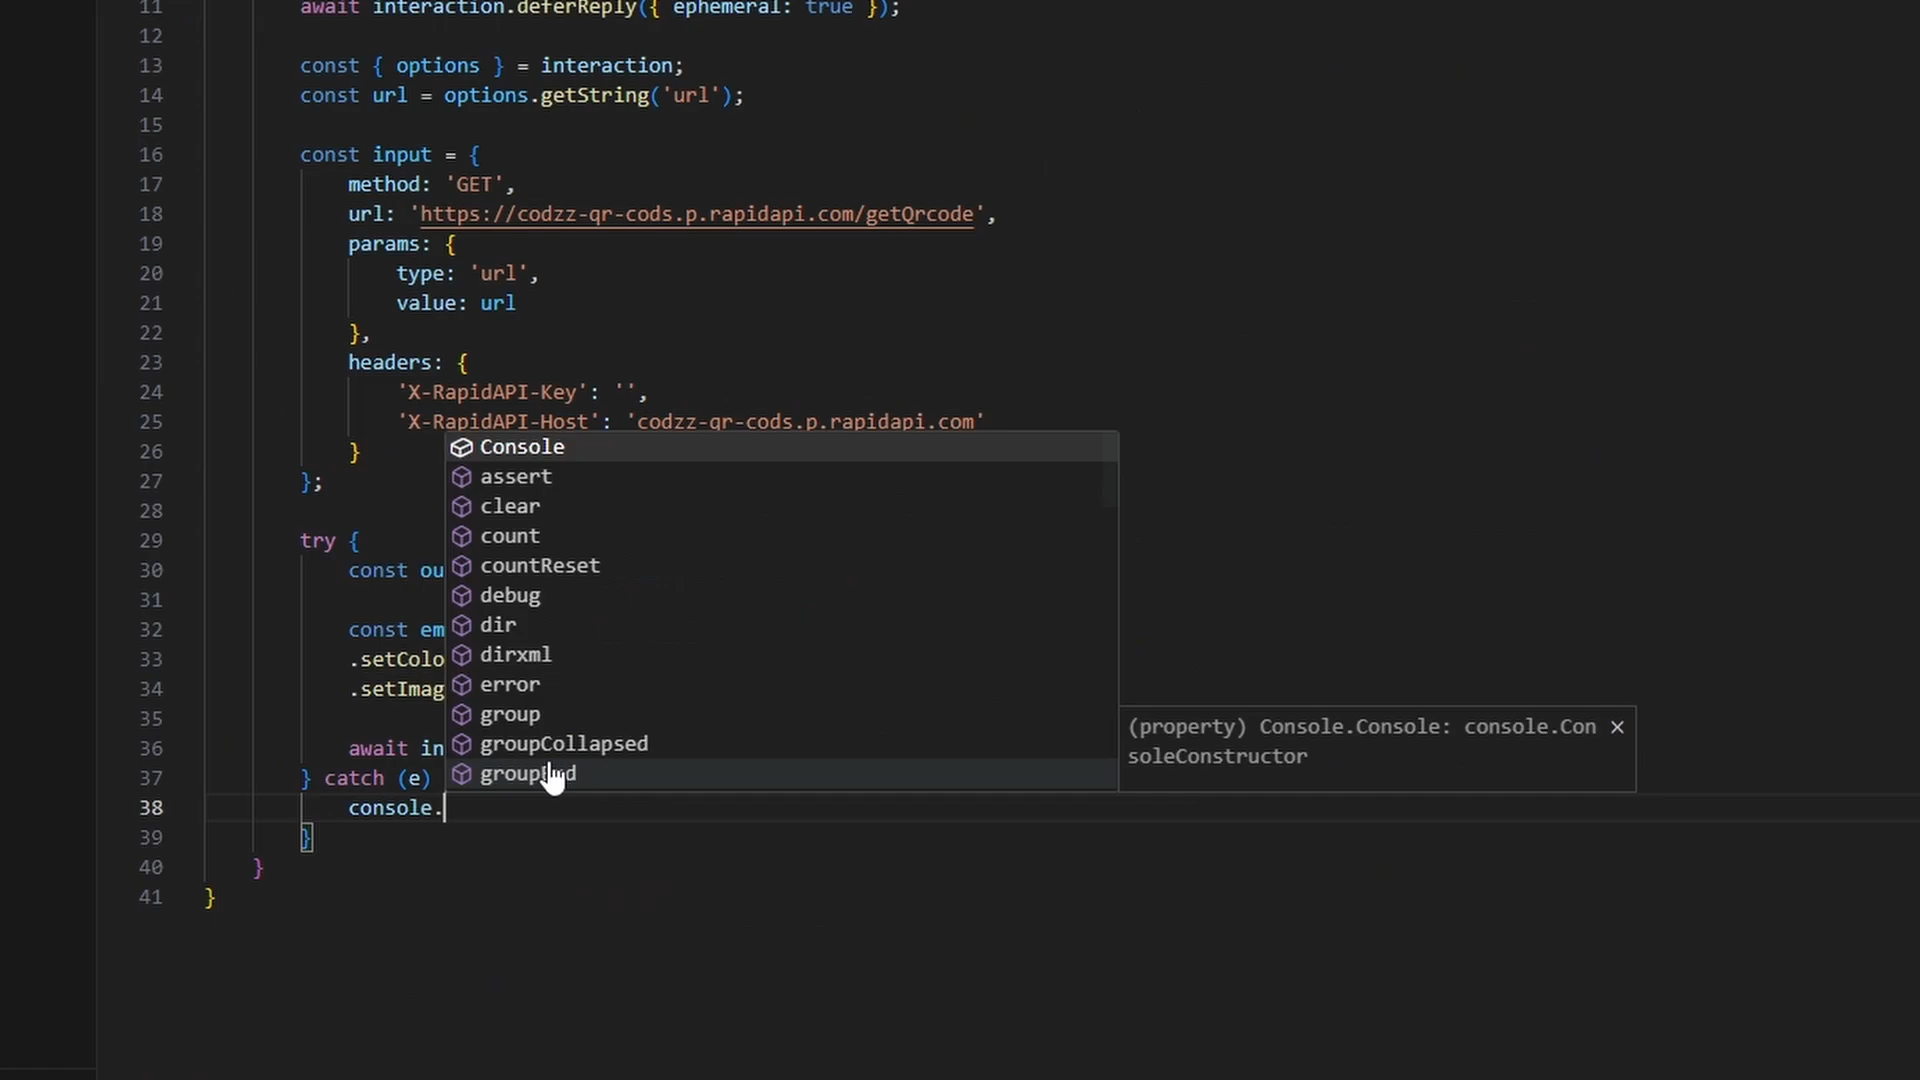 11 await interaction.deferReply({ ephemeral: true });
12
13 const { options } = interaction;
14 const url = options.getString('url');
15
16 const input = {
17 method: 'GET',
18 url: 'https://codzz-qr-cods.p.rapidapi.com/getQrcode',
19 params: {
20 type: 'url',
21 value: url
22 },
23 headers: {
24 'X-RapidAPI-Key': '',
25 'X-RapidAPI-Host': 'codzz-qr-cods.p.rapidapi.com'
26 }
Console
assert
27 };
clear
28
count
29 try {
countReset
30 const ou
debug
31
dir
32 const em
dirxml
33 .setColo
error
34 .setImag
group
35
(property) Console.Console: console.Con
soleConstructor
groupCollapsed
36 await in
groupEnd
37 } catch (e)
38 console.
39 }
40 }
41 }